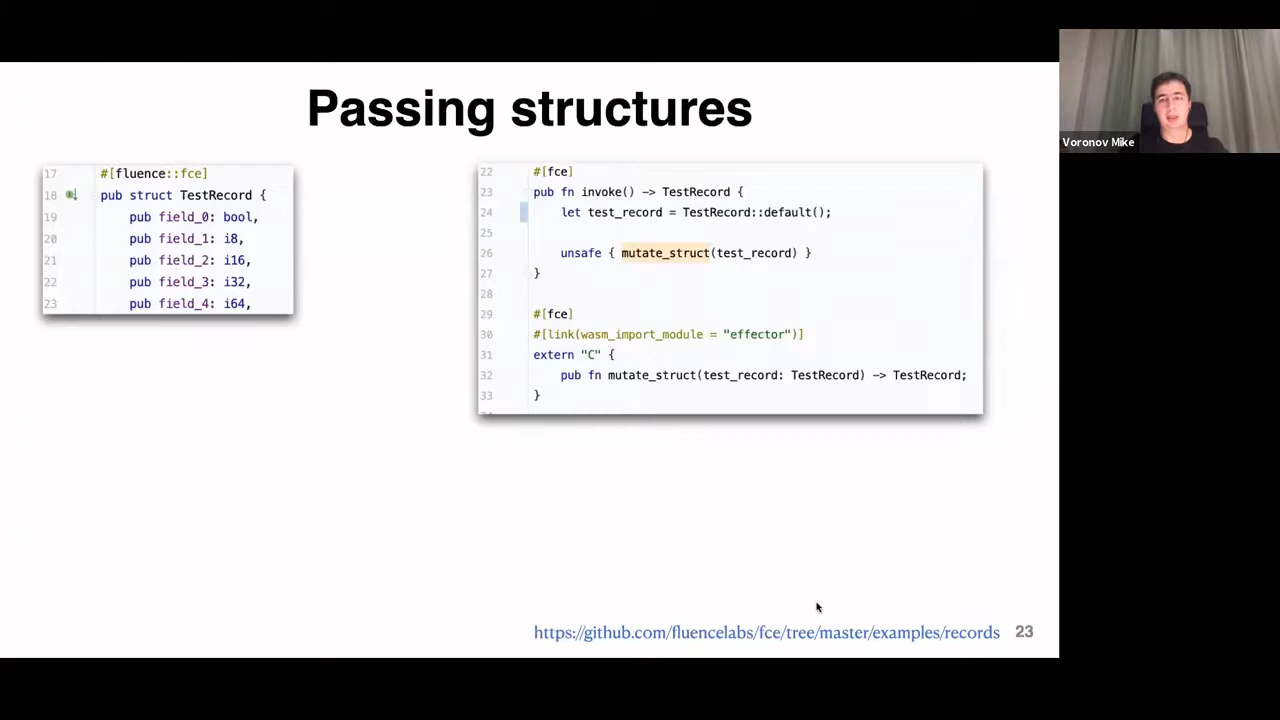 Passing structures
17 #[fluence::fce]
18 pub struct TestRecord {
19 pub field_0: bool,
20 pub field_1: i8,
21 pub field_2: i16,
22 pub field_3: i32,
23 pub field_4: i64,
22 #[fce]
23 pub fn invoke() -> TestRecord {
24 let test_record = TestRecord::default();
25
26 unsafe { mutate_struct(test_record) }
27 }
28
29 #[fce]
30 #[link(wasm_import_module = "effector")]
31 extern "C" {
32 pub fn mutate_struct(test_record: TestRecord) -> TestRecord;
33 }
https://github.com/fluencelabs/fce/tree/master/examples/records 23
Voronov Mike